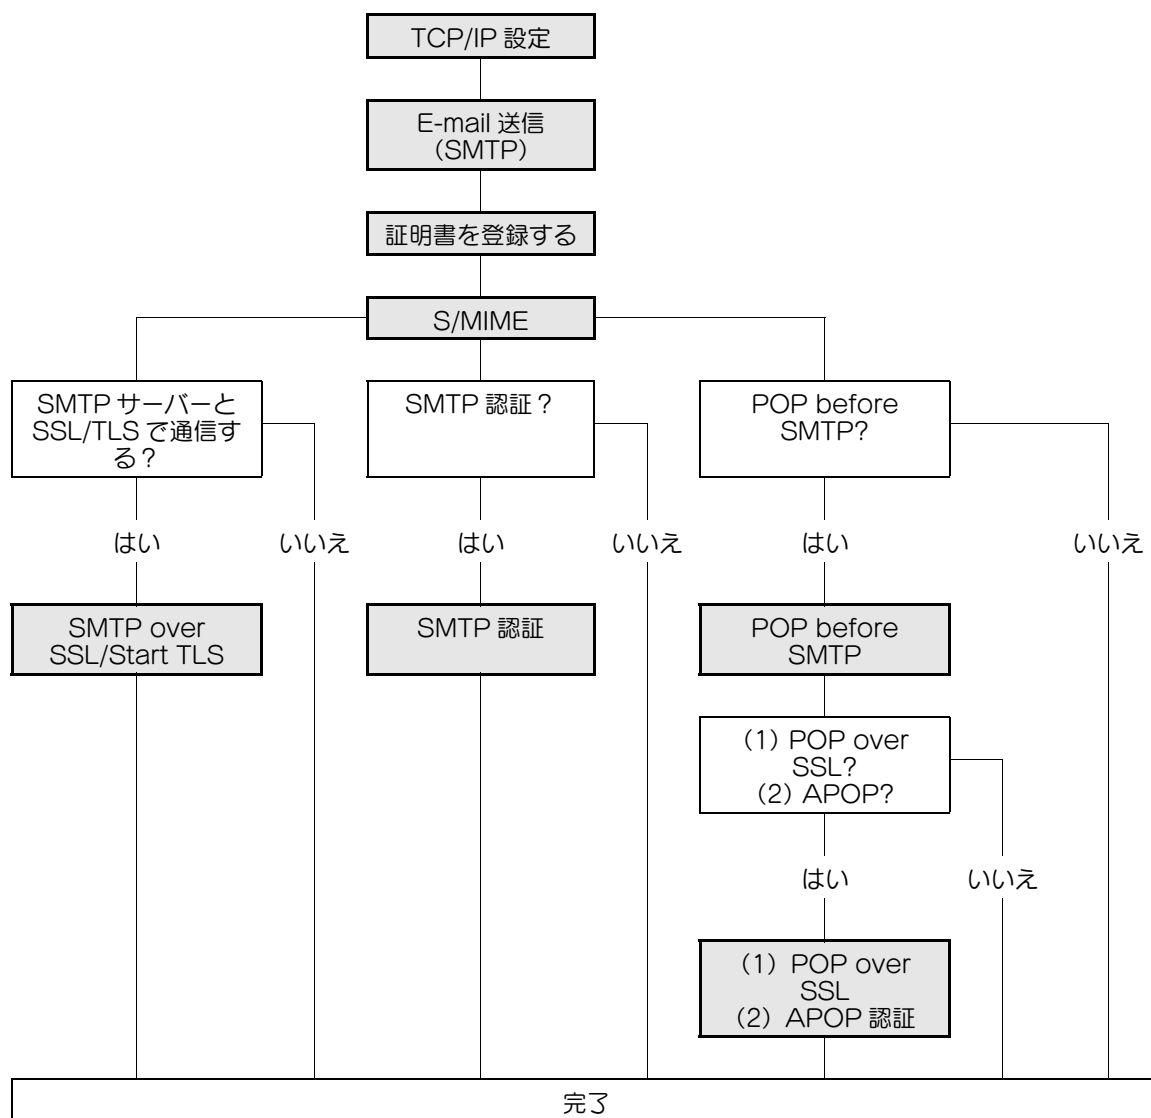 TCP/IP 設定
E-mail 送信
(SMTP)
証明書を登録する
S/MIME
SMTP サーバーと
SSL/TLS で通信す
る？
SMTP 認証？
POP before
SMTP?
はい
いいえ
はい
いいえ
はい
いいえ
SMTP over
SSL/Start TLS
SMTP 認証
POP before
SMTP
(1) POP over
SSL?
(2) APOP?
はい
いいえ
(1) POP over
SSL
(2) APOP 認証
完了